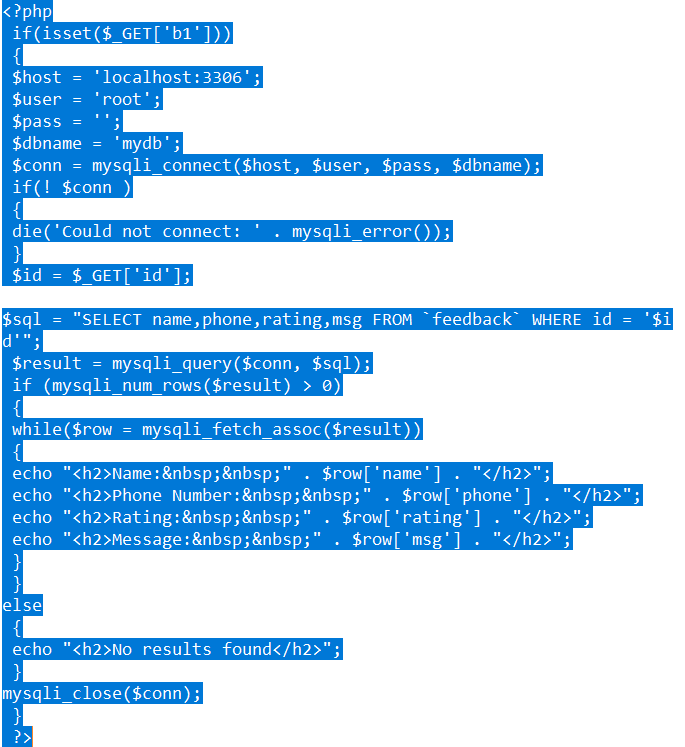 <?php
if(isset($_GET['b1']))
{
$host = 'localhost:3306';
$user = 'root';
$pass = '';
$dbname = 'mydb';
$conn = mysqli_connect($host, $user, $pass, $dbname);
if(! $conn )
{
die('Could not connect: ' . mysqli_error());
}
$id = $_GET['id'];
$sql = "SELECT name,phone,rating,msg FROM `feedback` WHERE id = '$i
d'";
$result = mysqli_query($conn, $sql);
if (mysqli_num_rows($result) > 0)
{
while($row = mysqli_fetch_assoc($result))
{
echo "<h2>Name:&nbsp;&nbsp;" . $row['name'] . "</h2>";
echo "<h2>Phone Number:&nbsp;&nbsp;" . $row['phone'] . "</h2>";
echo "<h2>Rating:&nbsp;&nbsp;" . $row['rating'] . "</h2>";
echo "<h2>Message:&nbsp;&nbsp;" . $row['msg'] . "</h2>";
}
}
else
{
echo "<h2>No results found</h2>";
}
mysqli_close($conn);
}
?>